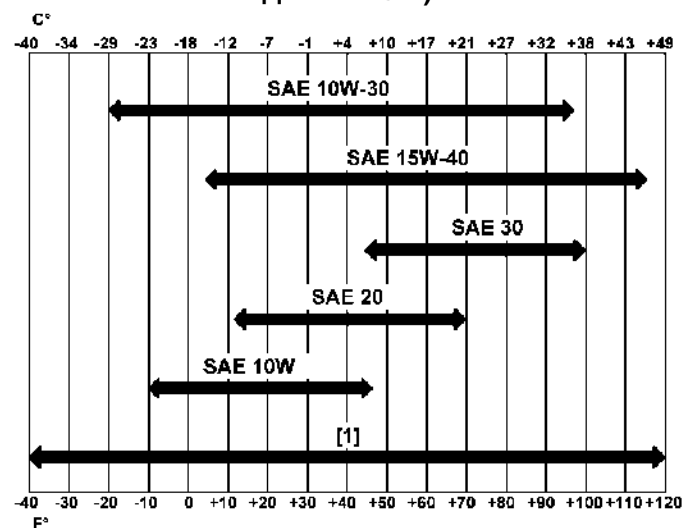 C°
-40 -34 -29 -23 -18 -12 -7 -1 +4 +10 +17 +21 +27 +32 +38 +43 +49
SAE 10W-30
SAE 15W-40
SAE 30
SAE 20
SAE 10W
[1]
-40 -30 -20 -10 0 +10 +20 +30 +40 +50 +60 +70 +80 +90 +100 +110 +120
F°